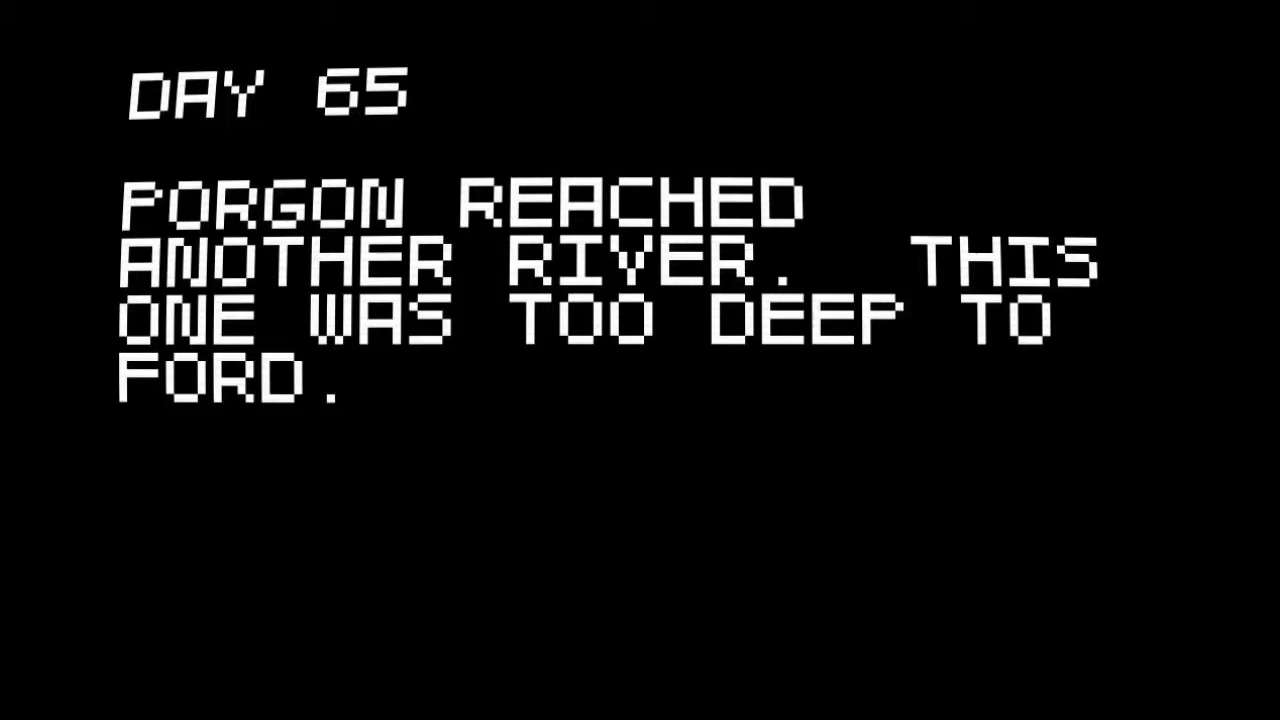 DAY 65
PORGON REACHED
ANOTHER RIVER.  THIS
ONE WAS TOO DEEP TO
FORD.